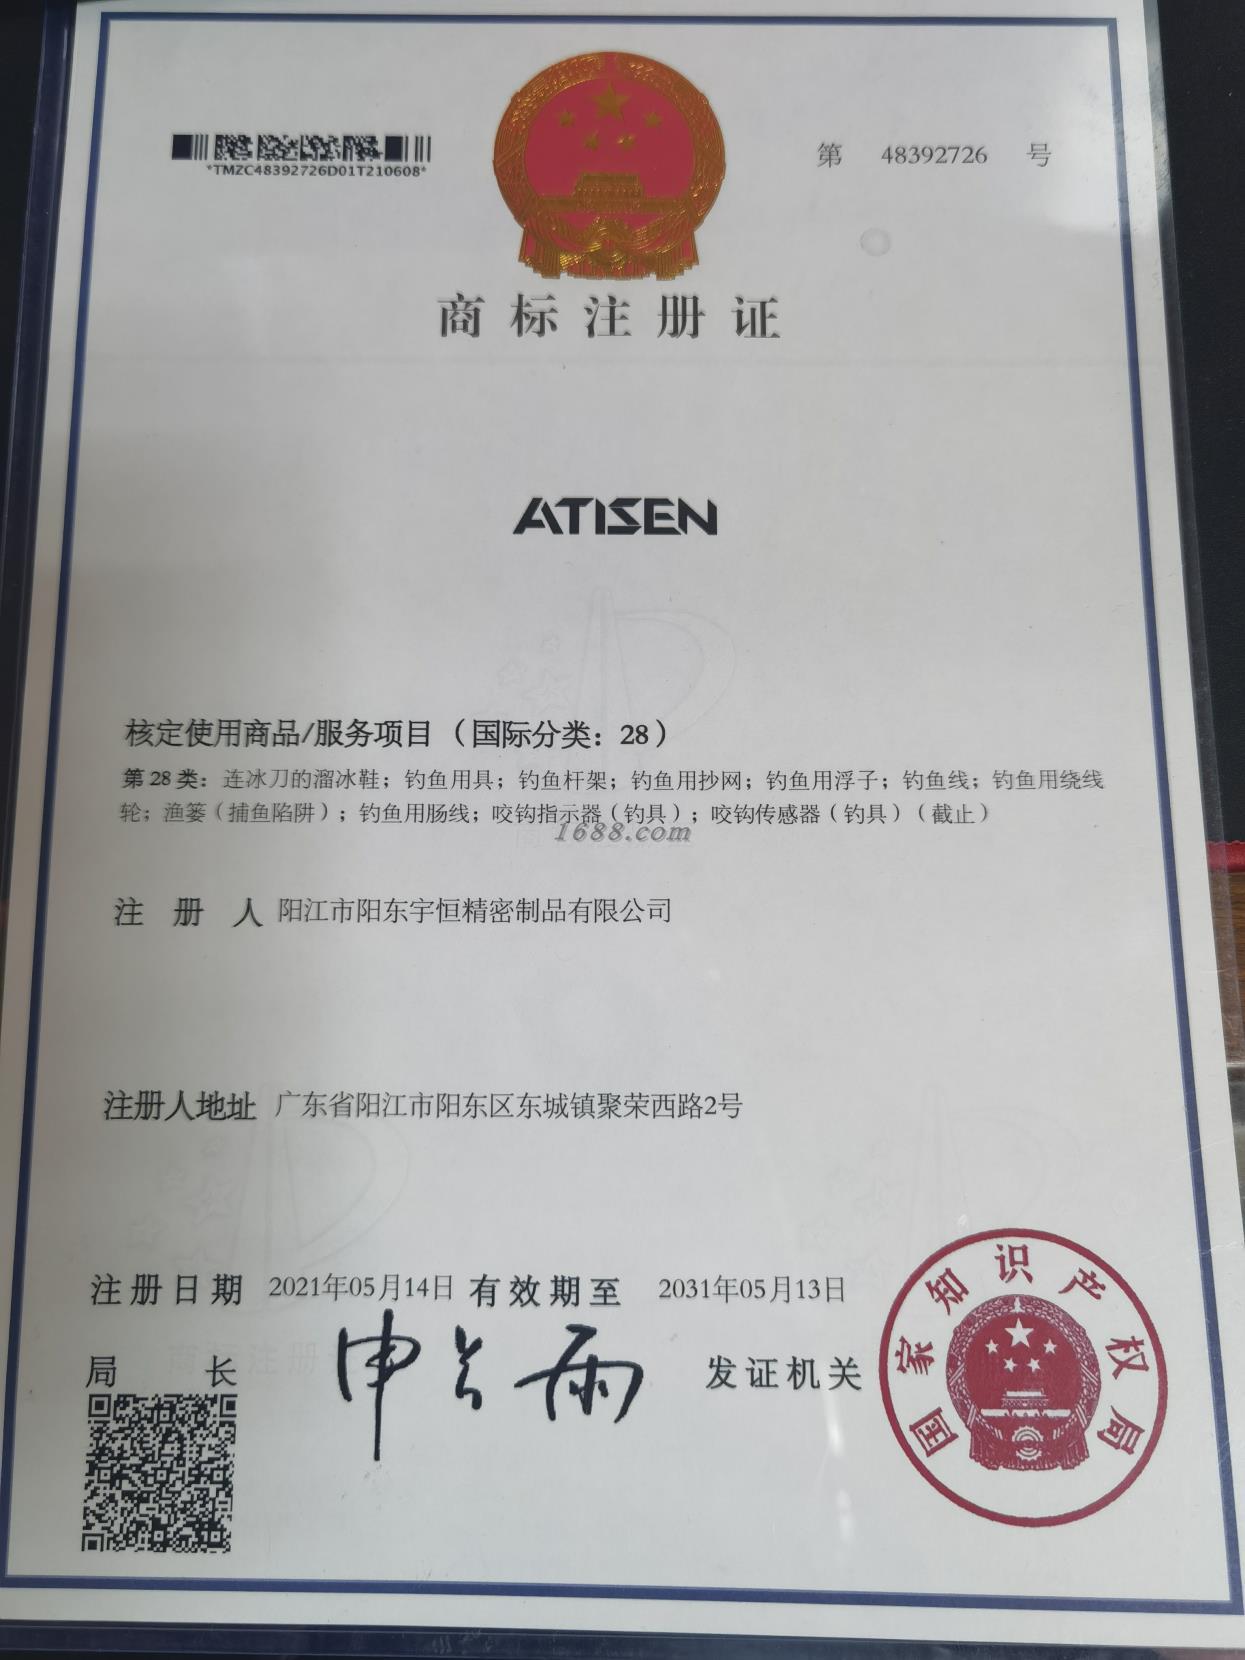 *TMZC48392726D01T210608*
第 48392726 号
商标注册证
ATISEN
核定使用商品/服务项目（国际分类：28）
第28类：连冰刀的溜冰鞋；钓鱼用具；钓鱼杆架；钓鱼用抄网；钓鱼用浮子；钓鱼线；钓鱼用绕线
轮；渔篓（捕鱼陷阱）；钓鱼用肠线；咬钩指示器（钓具）；咬钩传感器（钓具）（截止）
1688.com
注册人 阳江市阳东宇恒精密制品有限公司
注册人地址 广东省阳江市阳东区东城镇聚荣西路2号
注册日期 2021年05月14日 有效期至 2031年05月13日
局长 申长雨 发证机关
国家知识产权局